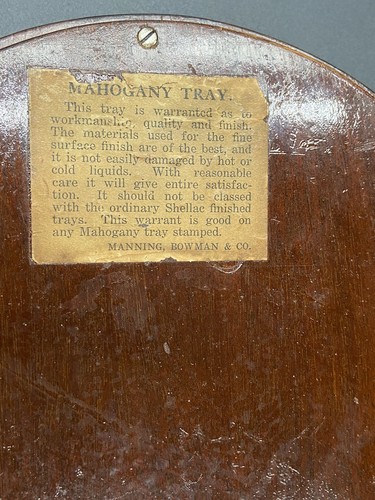 MAHOGANY TRAY.
This tray is warranted as to
workmanship, quality and finish.
The materials used for the fine
surface finish are of the best, and
it is not easily damaged by hot or
cold liquids. With reasonable
care it will give entire satisfac-
tion. It should not be classed
with the ordinary Shellac finished
trays. This warrant is good on
any Mahogany tray stamped.
MANNING, BOWMAN & CO.